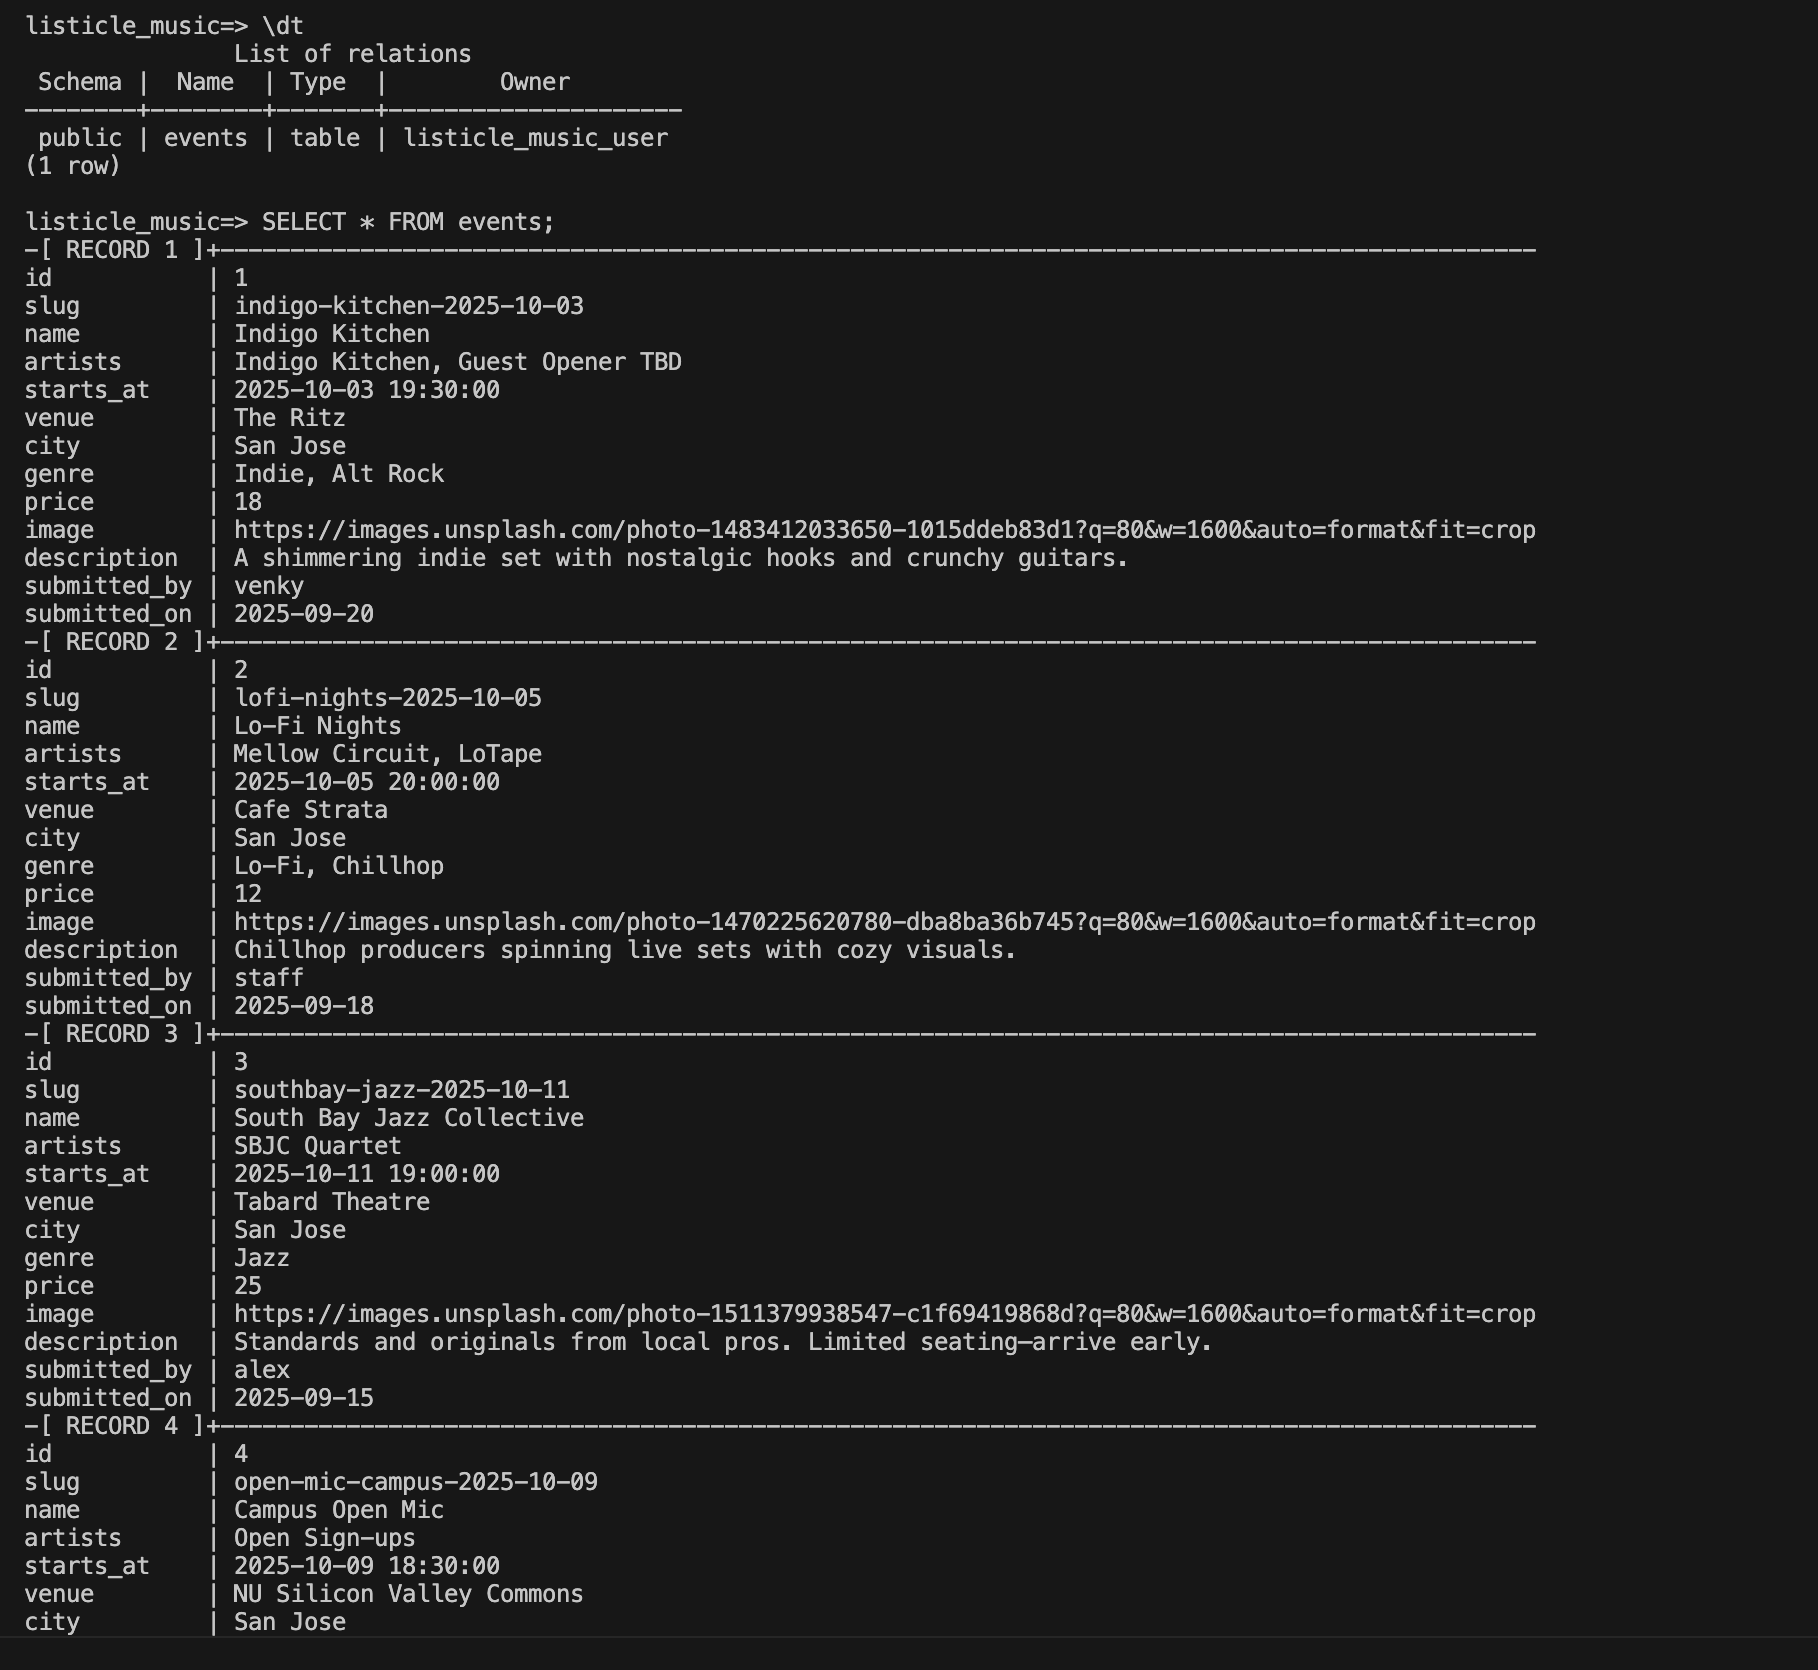 listicle_music=> \dt
List of relations
Schema | Name | Type | Owner
--------+--------+-------+---------------------
public | events | table | listicle_music_user
(1 row)
listicle_music=> SELECT * FROM events;
-[ RECORD 1 ]+----------------------------------------------------------------------------------------------
id | 1
slug | indigo-kitchen-2025-10-03
name | Indigo Kitchen
artists | Indigo Kitchen, Guest Opener TBD
starts_at | 2025-10-03 19:30:00
venue | The Ritz
city | San Jose
genre | Indie, Alt Rock
price | 18
image | https://images.unsplash.com/photo-1483412033650-1015ddeb83d1?q=80&w=1600&auto=format&fit=crop
description | A shimmering indie set with nostalgic hooks and crunchy guitars.
submitted_by | venky
submitted_on | 2025-09-20
-[ RECORD 2 ]+----------------------------------------------------------------------------------------------
id | 2
slug | lofi-nights-2025-10-05
name | Lo-Fi Nights
artists | Mellow Circuit, LoTape
starts_at | 2025-10-05 20:00:00
venue | Cafe Strata
city | San Jose
genre | Lo-Fi, Chillhop
price | 12
image | https://images.unsplash.com/photo-1470225620780-dba8ba36b745?q=80&w=1600&auto=format&fit=crop
description | Chillhop producers spinning live sets with cozy visuals.
submitted_by | staff
submitted_on | 2025-09-18
-[ RECORD 3 ]+----------------------------------------------------------------------------------------------
id | 3
slug | southbay-jazz-2025-10-11
name | South Bay Jazz Collective
artists | SBJC Quartet
starts_at | 2025-10-11 19:00:00
venue | Tabard Theatre
city | San Jose
genre | Jazz
price | 25
image | https://images.unsplash.com/photo-1511379938547-c1f69419868d?q=80&w=1600&auto=format&fit=crop
description | Standards and originals from local pros. Limited seating—arrive early.
submitted_by | alex
submitted_on | 2025-09-15
-[ RECORD 4 ]+----------------------------------------------------------------------------------------------
id | 4
slug | open-mic-campus-2025-10-09
name | Campus Open Mic
artists | Open Sign-ups
starts_at | 2025-10-09 18:30:00
venue | NU Silicon Valley Commons
city | San Jose